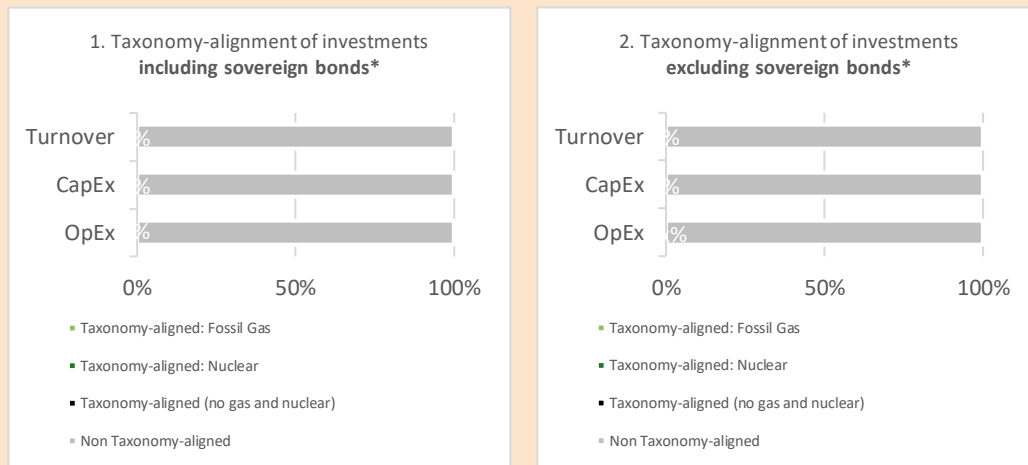 1. Taxonomy-alignment of investments
including sovereign bonds*
Turnover
%
CapEx
%
OpEx
%
0% 50% 100%
Taxonomy-aligned: Fossil Gas
Taxonomy-aligned: Nuclear
Taxonomy-aligned (no gas and nuclear)
Non Taxonomy-aligned
2. Taxonomy-alignment of investments
excluding sovereign bonds*
Turnover
%
CapEx
%
OpEx
%
0% 50% 100%
Taxonomy-aligned: Fossil Gas
Taxonomy-aligned: Nuclear
Taxonomy-aligned (no gas and nuclear)
Non Taxonomy-aligned